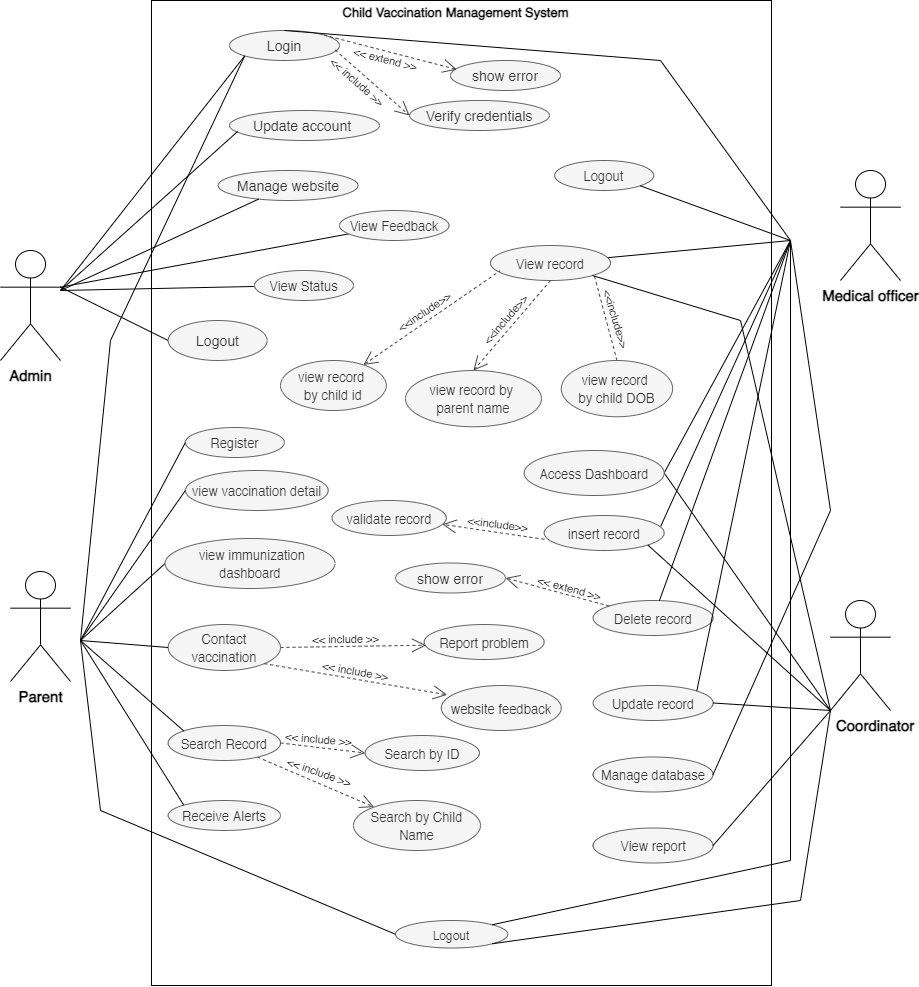 Child Vaccination Management System
Login
<< extend >>
show error
<< include >>
Verify credentials
Update account
Logout
Manage website
View Feedback
View record
Medical officer
View Status
<<include>>
<<include>>
<<include>>
Logout
Admin
view record
by child id
view record by
parent name
view record
by child DOB
Register
Access Dashboard
view vaccination detail
validate record
<<include>>
insert record
view immunization
dashboard
show error
<< extend >>
Delete record
Contact
vaccination
<< include >>
Report problem
<< include >>
Parent
website feedback
Update record
Coordinator
Search Record
<< include >>
Search by ID
<< include >>
Manage database
Receive Alerts
Search by Child
Name
View report
Logout